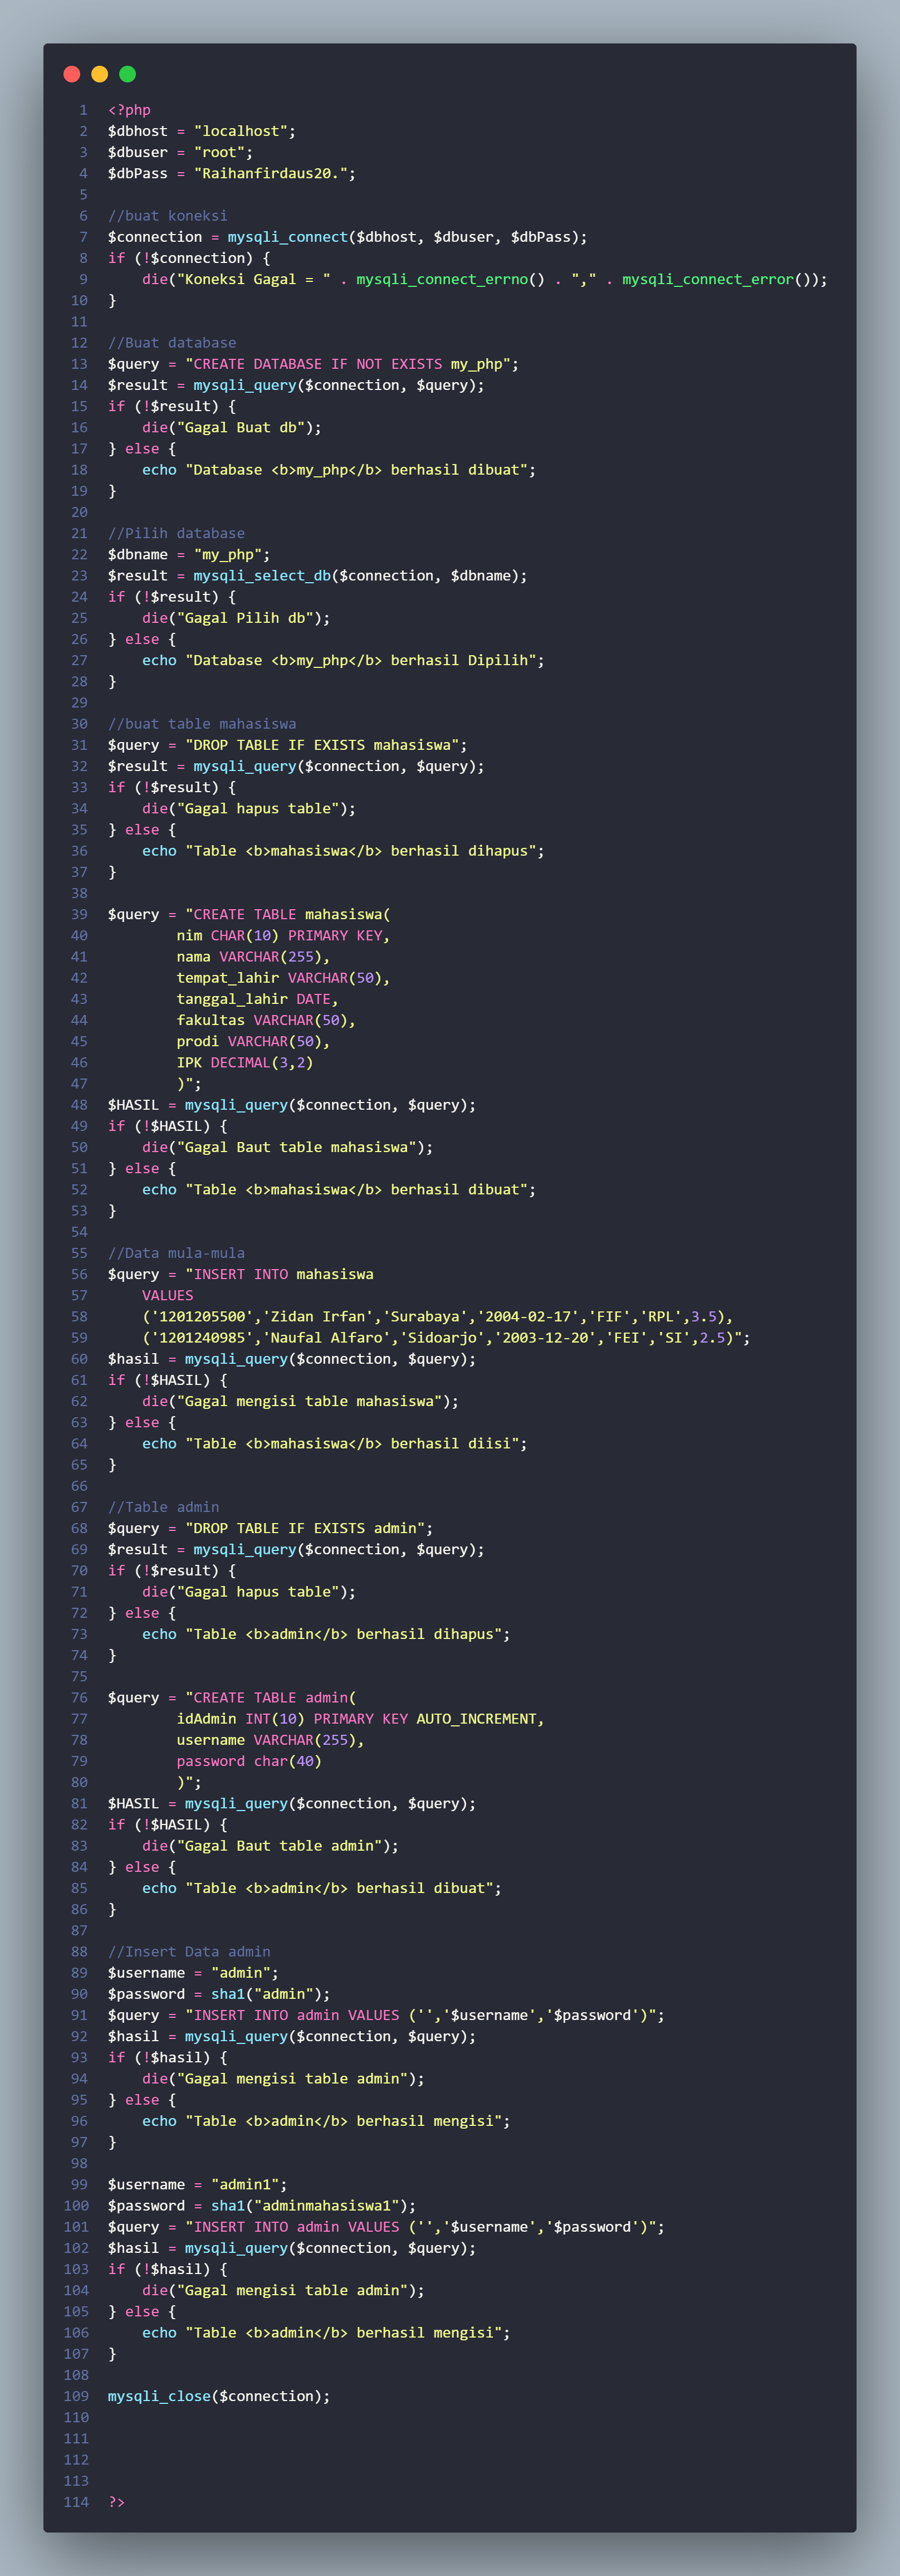 1 <?php
2 $dbhost = "localhost";
3 $dbuser = "root";
4 $dbPass = "Raihanfirdaus20.";
5
6 //buat koneksi
7 $connection = mysqli_connect($dbhost, $dbuser, $dbPass);
8 if (!$connection) {
9     die("Koneksi Gagal = " . mysqli_connect_errno() . "," . mysqli_connect_error());
10 }
11
12 //Buat database
13 $query = "CREATE DATABASE IF NOT EXISTS my_php";
14 $result = mysqli_query($connection, $query);
15 if (!$result) {
16     die("Gagal Buat db");
17 } else {
18     echo "Database <b>my_php</b> berhasil dibuat";
19 }
20
21 //Pilih database
22 $dbname = "my_php";
23 $result = mysqli_select_db($connection, $dbname);
24 if (!$result) {
25     die("Gagal Pilih db");
26 } else {
27     echo "Database <b>my_php</b> berhasil Dipilih";
28 }
29
30 //buat table mahasiswa
31 $query = "DROP TABLE IF EXISTS mahasiswa";
32 $result = mysqli_query($connection, $query);
33 if (!$result) {
34     die("Gagal hapus table");
35 } else {
36     echo "Table <b>mahasiswa</b> berhasil dihapus";
37 }
38
39 $query = "CREATE TABLE mahasiswa(
40         nim CHAR(10) PRIMARY KEY,
41         nama VARCHAR(255),
42         tempat_lahir VARCHAR(50),
43         tanggal_lahir DATE,
44         fakultas VARCHAR(50),
45         prodi VARCHAR(50),
46         IPK DECIMAL(3,2)
47         )";
48 $HASIL = mysqli_query($connection, $query);
49 if (!$HASIL) {
50     die("Gagal Baut table mahasiswa");
51 } else {
52     echo "Table <b>mahasiswa</b> berhasil dibuat";
53 }
54
55 //Data mula-mula
56 $query = "INSERT INTO mahasiswa
57     VALUES
58     ('1201205500','Zidan Irfan','Surabaya','2004-02-17','FIF','RPL',3.5),
59     ('1201240985','Naufal Alfaro','Sidoarjo','2003-12-20','FEI','SI',2.5)";
60 $hasil = mysqli_query($connection, $query);
61 if (!$HASIL) {
62     die("Gagal mengisi table mahasiswa");
63 } else {
64     echo "Table <b>mahasiswa</b> berhasil diisi";
65 }
66
67 //Table admin
68 $query = "DROP TABLE IF EXISTS admin";
69 $result = mysqli_query($connection, $query);
70 if (!$result) {
71     die("Gagal hapus table");
72 } else {
73     echo "Table <b>admin</b> berhasil dihapus";
74 }
75
76 $query = "CREATE TABLE admin(
77         idAdmin INT(10) PRIMARY KEY AUTO_INCREMENT,
78         username VARCHAR(255),
79         password char(40)
80         )";
81 $HASIL = mysqli_query($connection, $query);
82 if (!$HASIL) {
83     die("Gagal Baut table admin");
84 } else {
85     echo "Table <b>admin</b> berhasil dibuat";
86 }
87
88 //Insert Data admin
89 $username = "admin";
90 $password = sha1("admin");
91 $query = "INSERT INTO admin VALUES ('','$username','$password')";
92 $hasil = mysqli_query($connection, $query);
93 if (!$hasil) {
94     die("Gagal mengisi table admin");
95 } else {
96     echo "Table <b>admin</b> berhasil mengisi";
97 }
98
99 $username = "admin1";
100 $password = sha1("adminmahasiswa1");
101 $query = "INSERT INTO admin VALUES ('','$username','$password')";
102 $hasil = mysqli_query($connection, $query);
103 if (!$hasil) {
104     die("Gagal mengisi table admin");
105 } else {
106     echo "Table <b>admin</b> berhasil mengisi";
107 }
108
109 mysqli_close($connection);
110
111
112
113
114 ?>